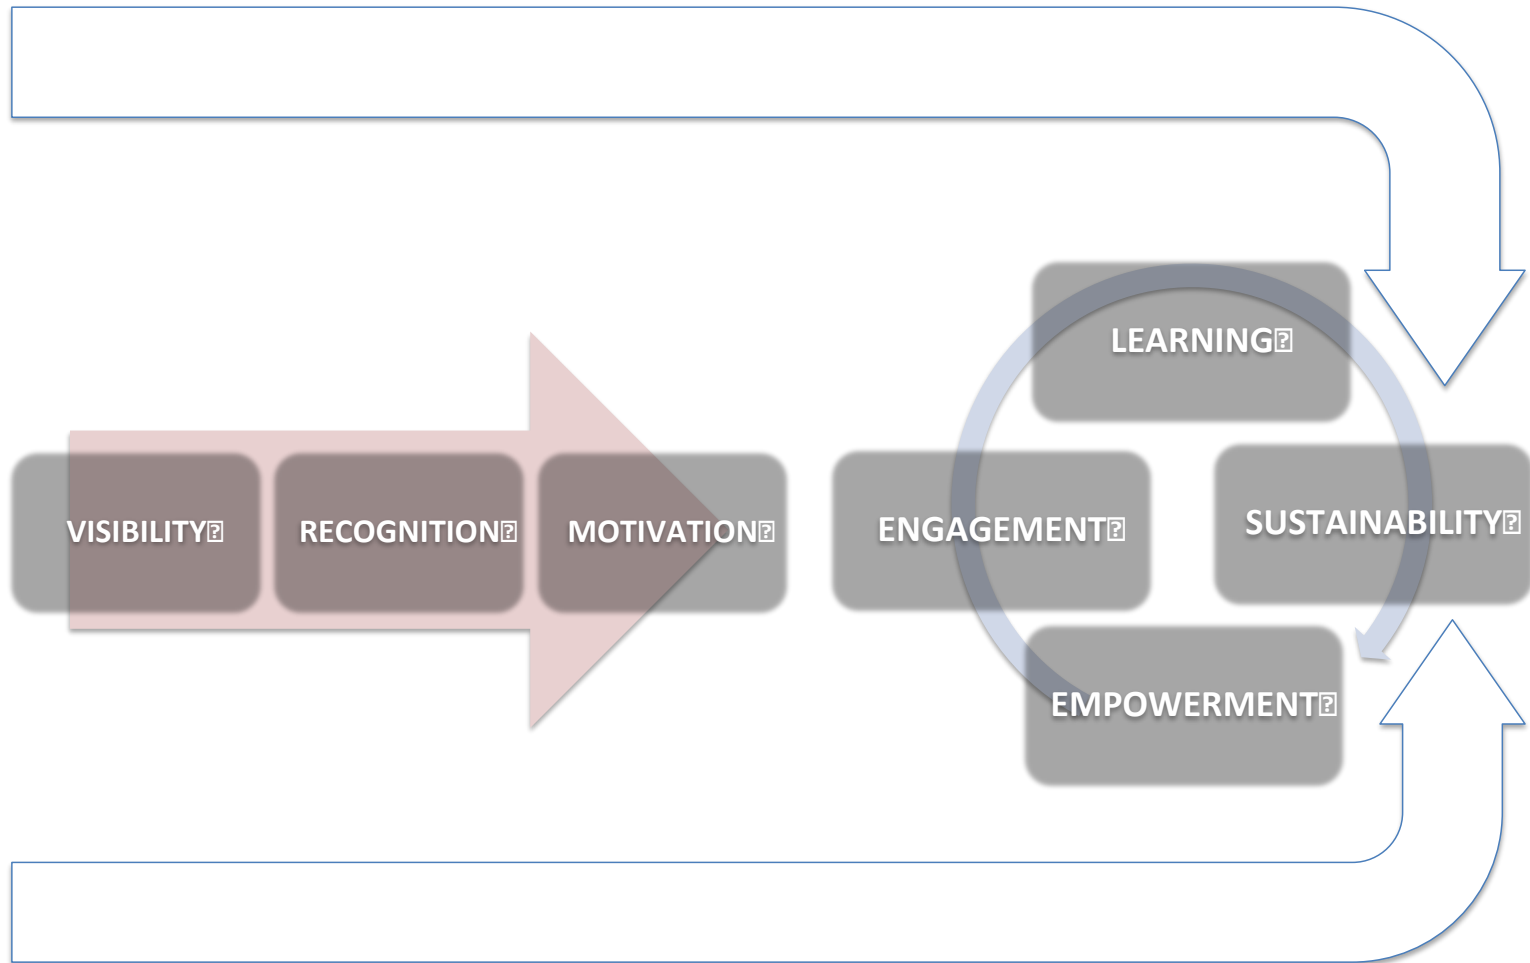 LEARNING
VISIBILITY
RECOGNITION
MOTIVATION
ENGAGEMENT
SUSTAINABILITY
EMPOWERMENT